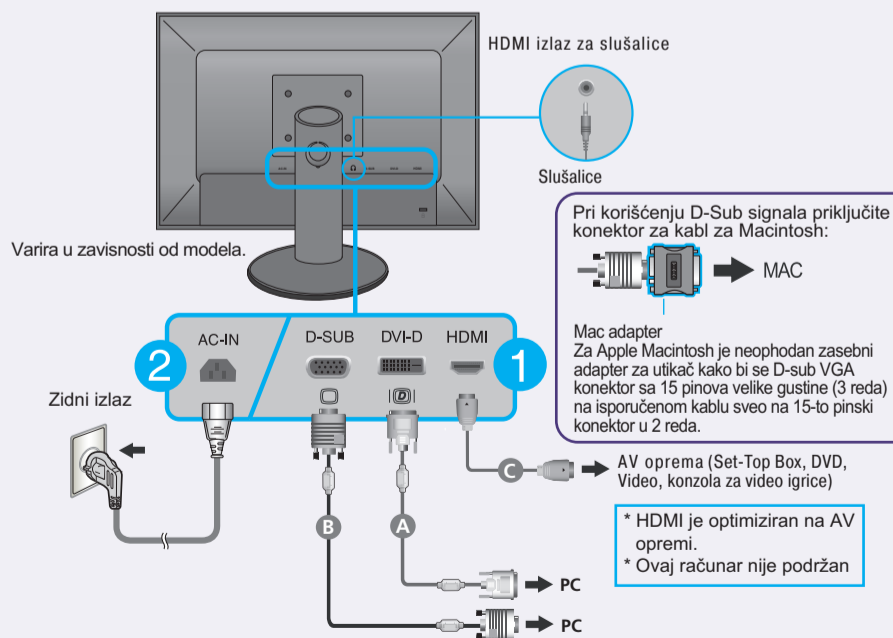 HDMI izlaz za slušalice
Slušalice
Varira u zavisnosti od modela.
Pri korišćenju D-Sub signala priključite
konektor za kabl za Macintosh:
MAC
Mac adapter
Za Apple Macintosh je neophodan zasebni
adapter za utikač kako bi se D-sub VGA
konektor sa 15 pinova velike gustine (3 reda)
na isporučenom kablu sveo na 15-to pinski
konektor u 2 reda.
2
AC-IN
D-SUB
DVI-D
HDMI
1
D
Zidni izlaz
C
AV oprema (Set-Top Box, DVD,
Video, konzola za video igrice)
B
A
* HDMI je optimiziran na AV
opremi.
* Ovaj računar nije podržan
PC
PC